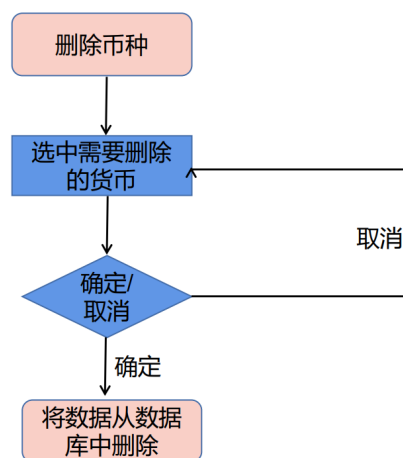 删除币种
选中需要删除
的货币
取消
确定/
取消
确定
将数据从数据
库中删除